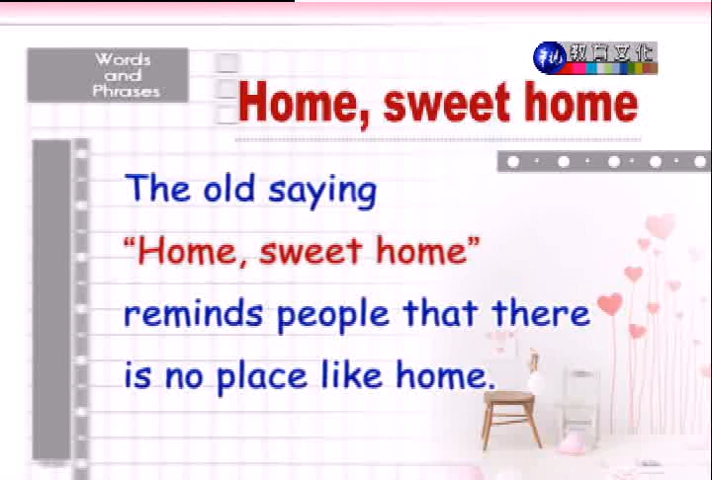 Words
and
Phrases
教育文化
Home, sweet home
The old saying
“Home, sweet home”
reminds people that there
is no place like home.